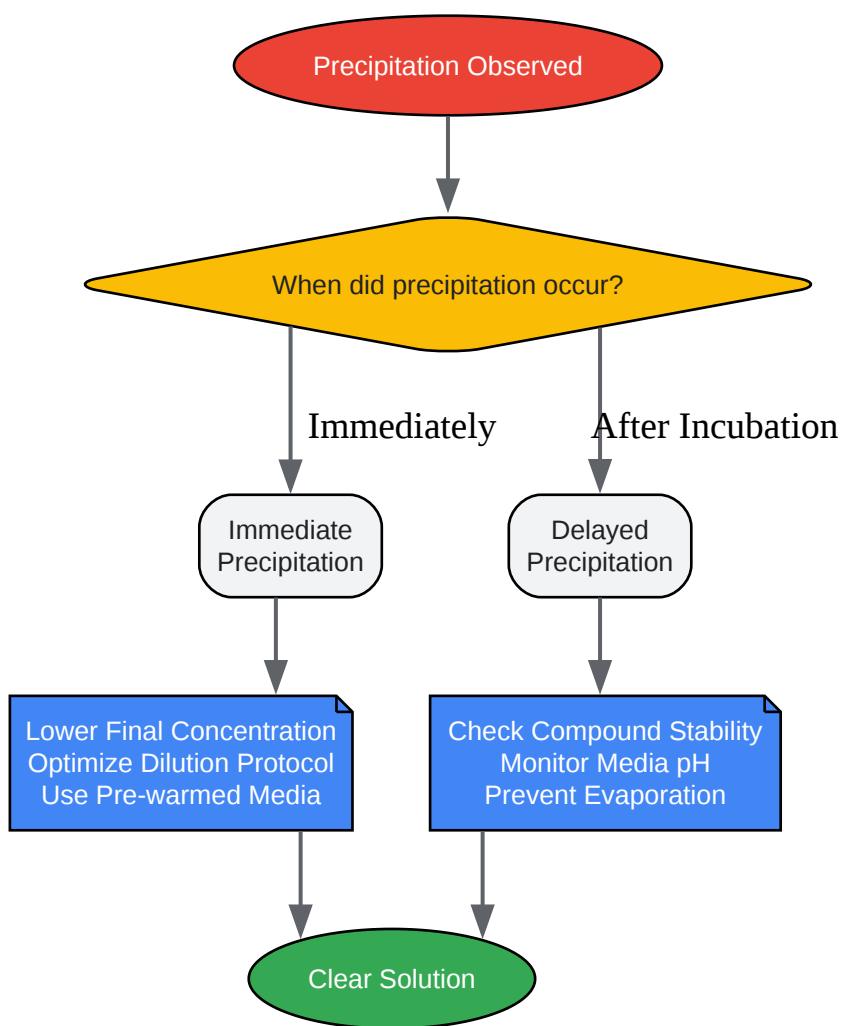 Precipitation Observed
When did precipitation occur?
Immediately
After Incubation
Immediate
Precipitation
Delayed
Precipitation
Lower Final Concentration
Optimize Dilution Protocol
Use Pre-warmed Media
Check Compound Stability
Monitor Media pH
Prevent Evaporation
Clear Solution